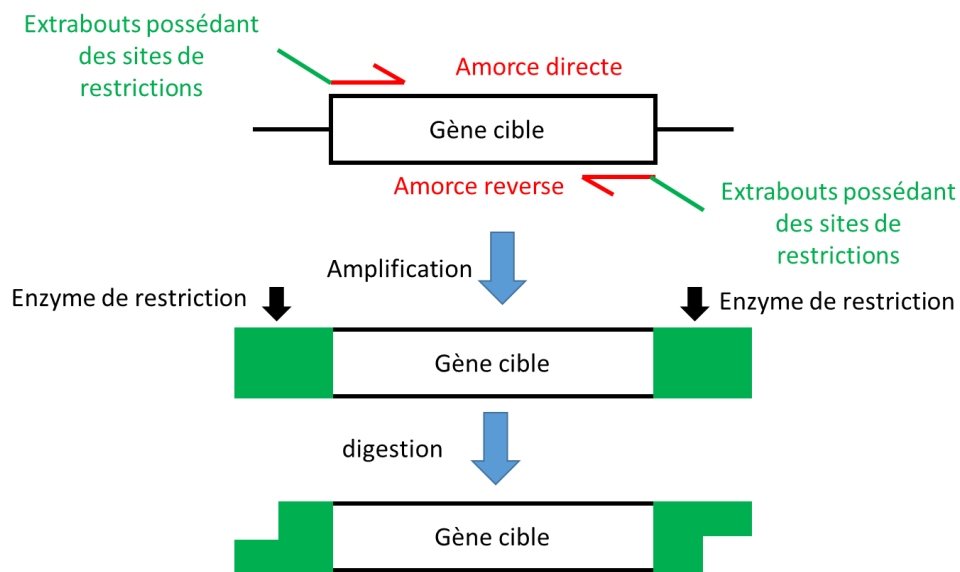 Extrabouts possédant
des sites de
restrictions
Amorce directe
Gène cible
Amorce reverse
Extrabouts possédant
des sites de
restrictions
Amplification
Enzyme de restriction
Enzyme de restriction
Gène cible
digestion
Gène cible